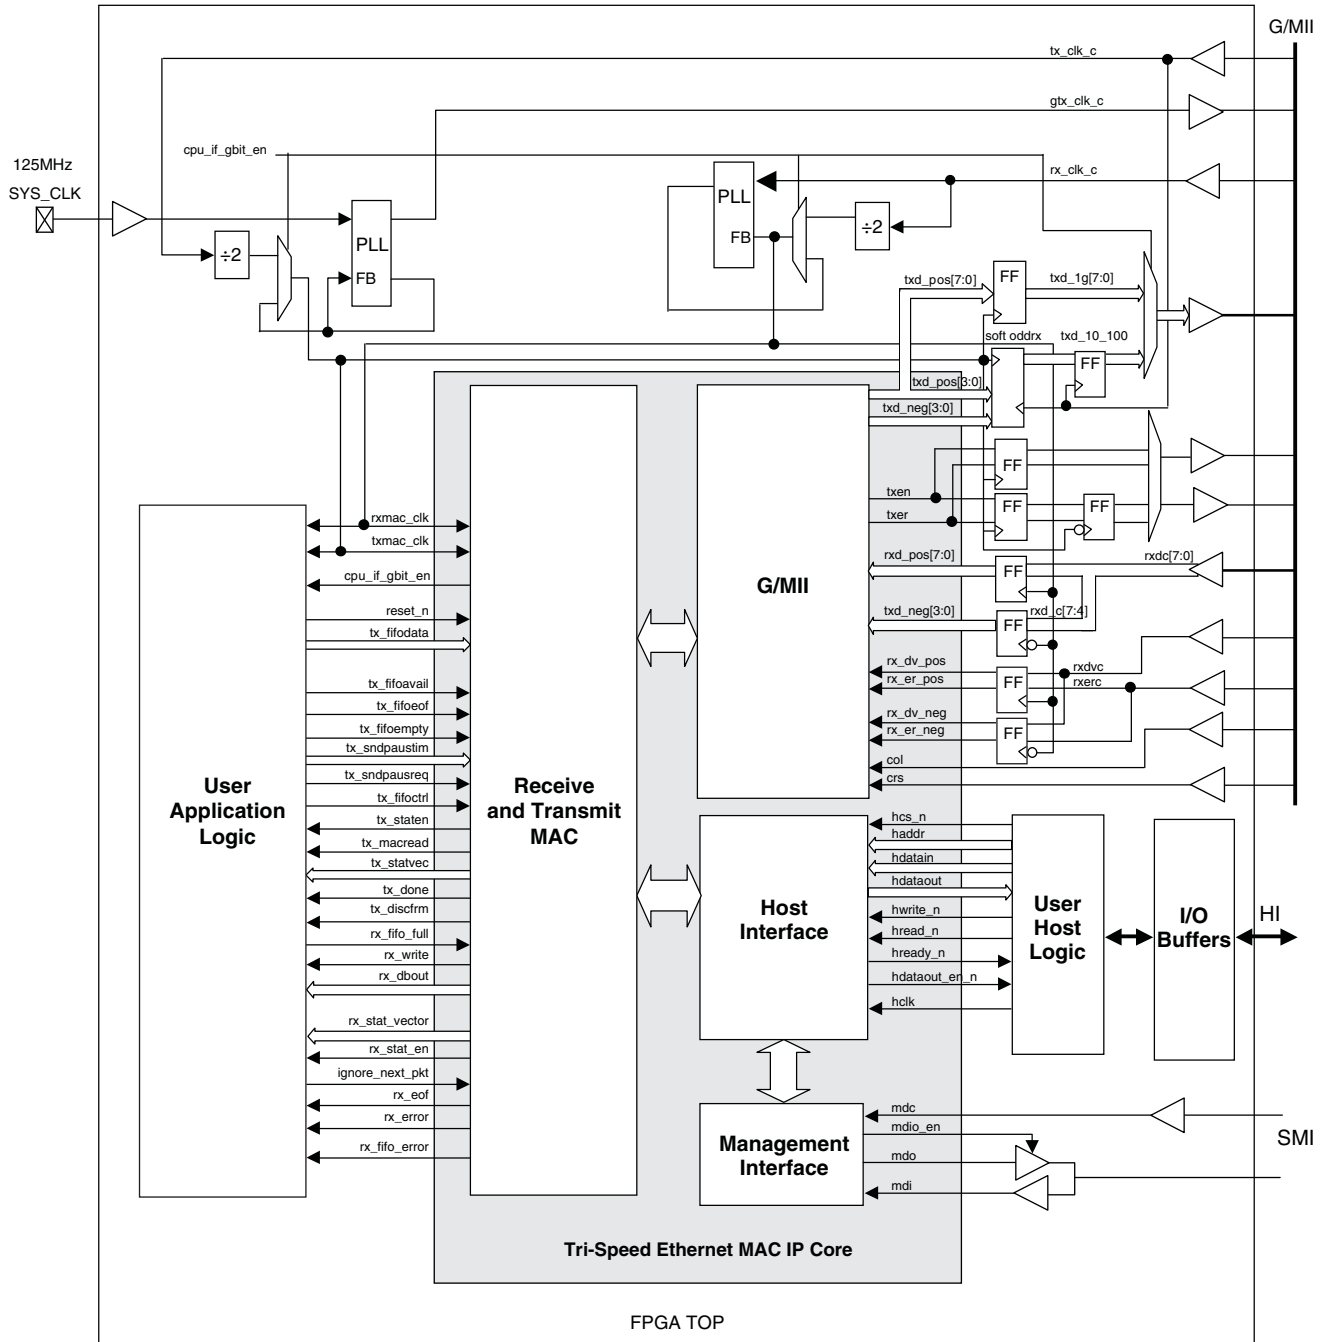 G/MII
tx_clk_c
gtx_clk_c
cpu_if_gbit_en
125MHz
SYS_CLK
rx_clk_c
PLL
FB
÷2
PLL
FB
÷2
txd_pos[7:0]
FF
txd_1g[7:0]
soft oddrx
txd_10_100
FF
txd_pos[3:0]
txd_neg[3:0]
FF
txen
FF
FF
txer
rxmac_clk
txmac_clk
rxd_pos[7:0]
FF
rxdc[7:0]
cpu_if_gbit_en
G/MII
reset_n
tx_fifodata
txd_neg[3:0]
FF
rxd_c[7:4]
rx_dv_pos
rx_er_pos
FF
rxdvc
rxerc
tx_fifoavail
tx_fifoeof
tx_fifoempty
tx_sndpaustim
rx_dv_neg
rx_er_neg
FF
col
crs
tx_sndpausreq
tx_fifoctrl
tx_staten
tx_macread
tx_statvec
tx_done
tx_discfrm
rx_fifo_full
rx_write
rx_dbout
rx_stat_vector
rx_stat_en
ignore_next_pkt
rx_eof
rx_error
rx_fifo_error
User
Application
Logic
Receive
and Transmit
MAC
hcs_n
haddr
hdatain
hdataout
hwrite_n
hread_n
hready_n
hdataout_en_n
hclk
Host
Interface
User
Host
Logic
I/O
Buffers
HI
mdc
mdio_en
mdo
mdi
Management
Interface
SMI
Tri-Speed Ethernet MAC IP Core
FPGA TOP